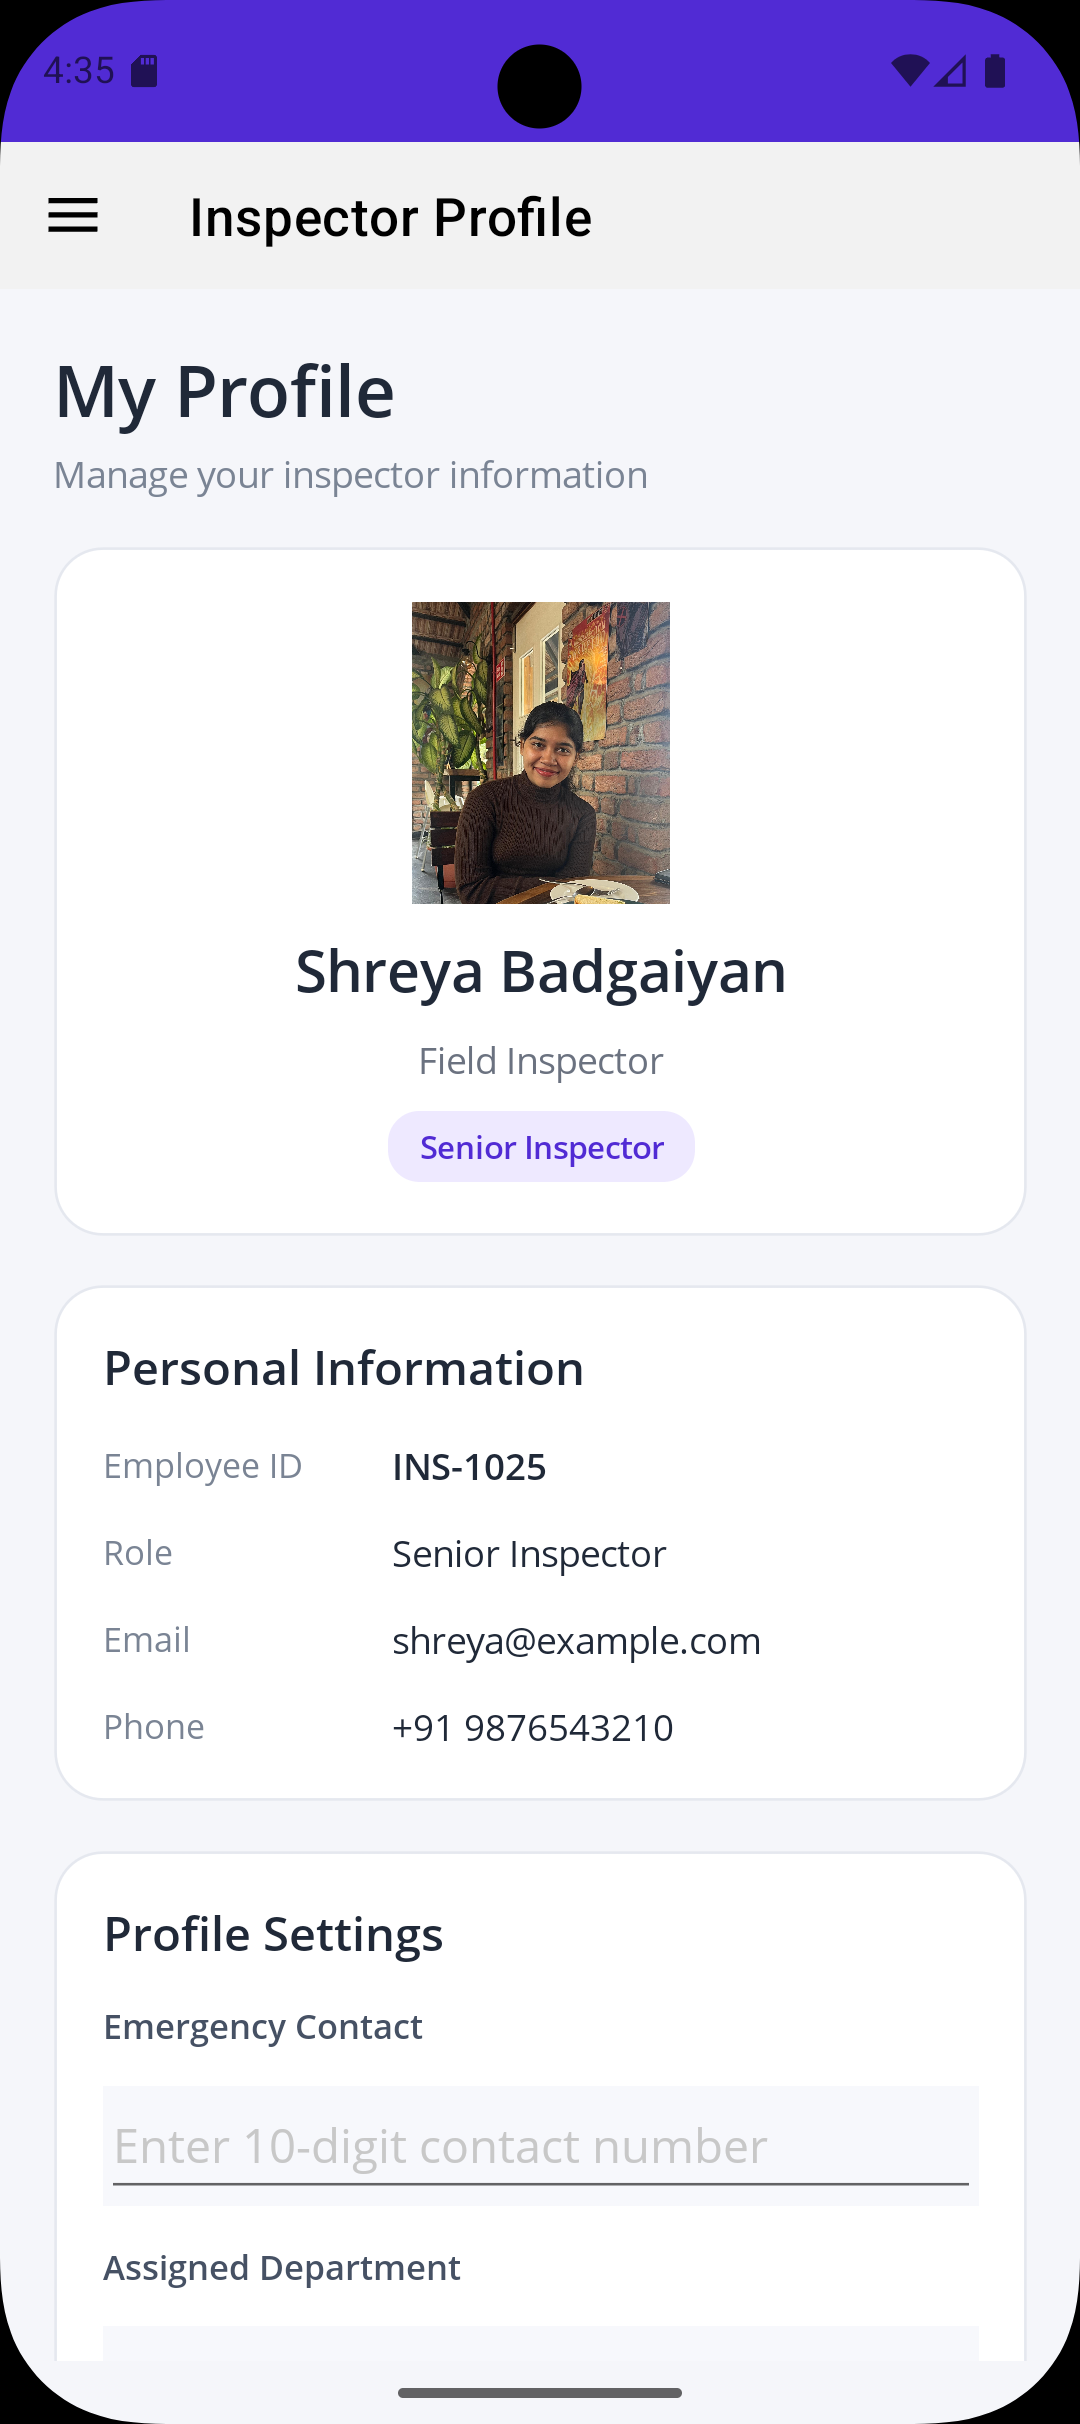 4:35
Inspector Profile
My Profile
Manage your inspector information
Shreya Badgaiyan
Field Inspector
Senior Inspector
Personal Information
Employee ID INS-1025
Role Senior Inspector
Email shreya@example.com
Phone +91 9876543210
Profile Settings
Emergency Contact
Enter 10-digit contact number
Assigned Department